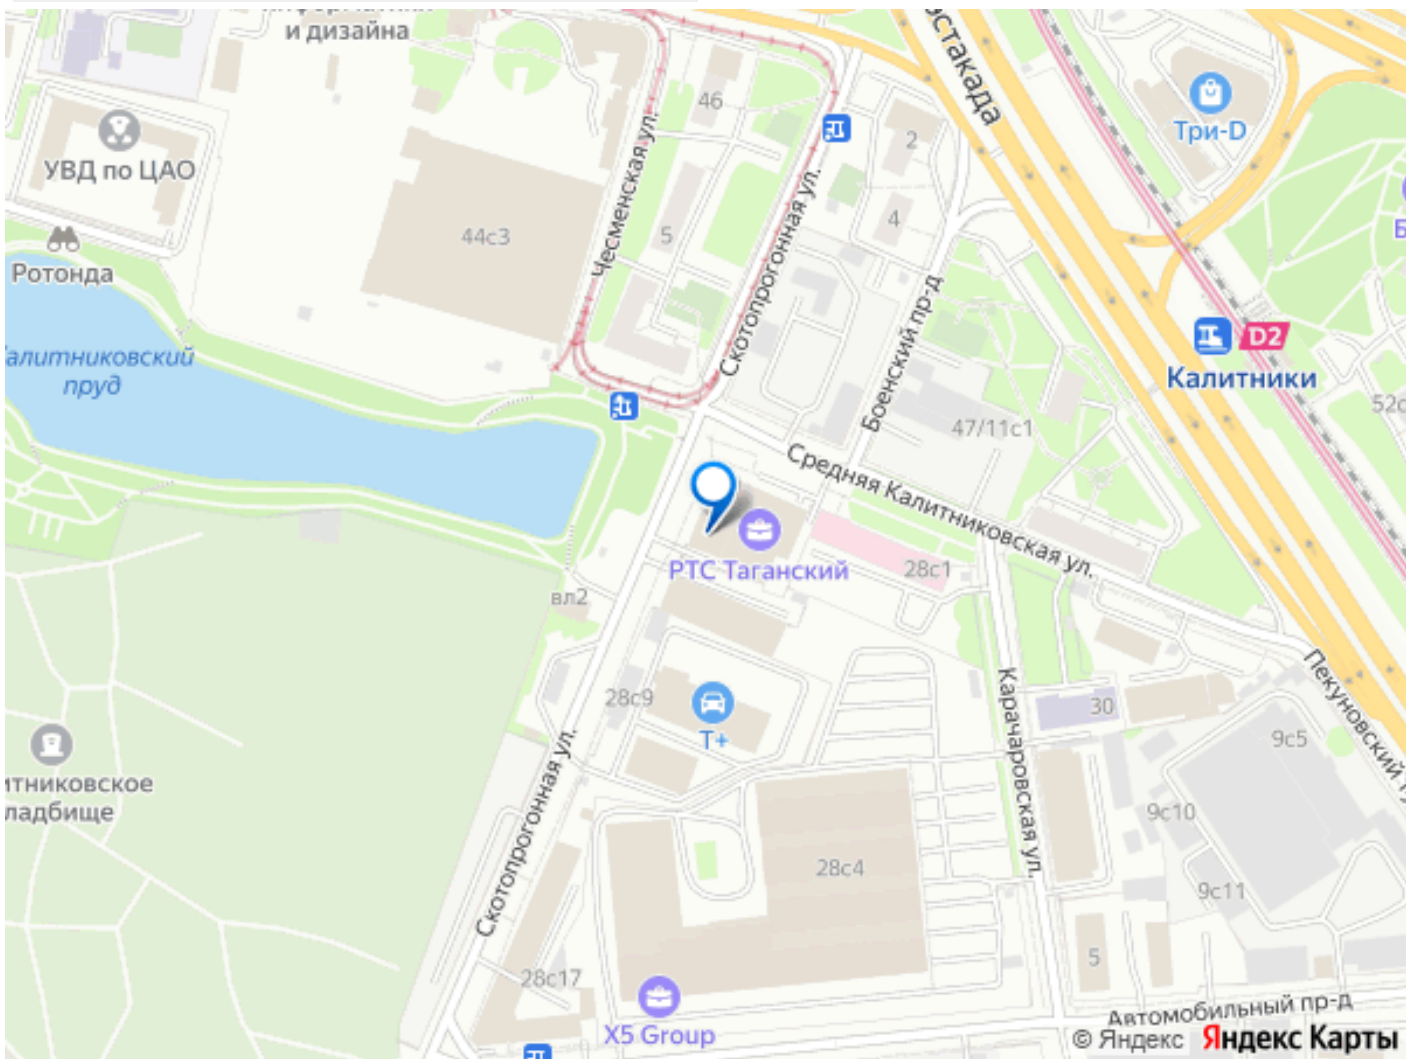 и дизайна
остакада
46
Три-D
2
УВД по ЦАО
Чесменская ул.
4
44с3
5
Скотопрогонная ул.
Ротонда
Боенский пр-д
D2
Калитники
алитниковский
пруд
52с
47/11с1
Средняя Калитниковская ул.
РТС Таганский
28с1
вл2
Пекуновский
28с9
30
Карачаровская ул.
Т+
9с5
итниковское
ладбище
Скотопрогонная ул.
9с10
28с4
9с11
28с17
5
X5 Group
Автомобильный пр-д
© Яндекс Яндекс Карты